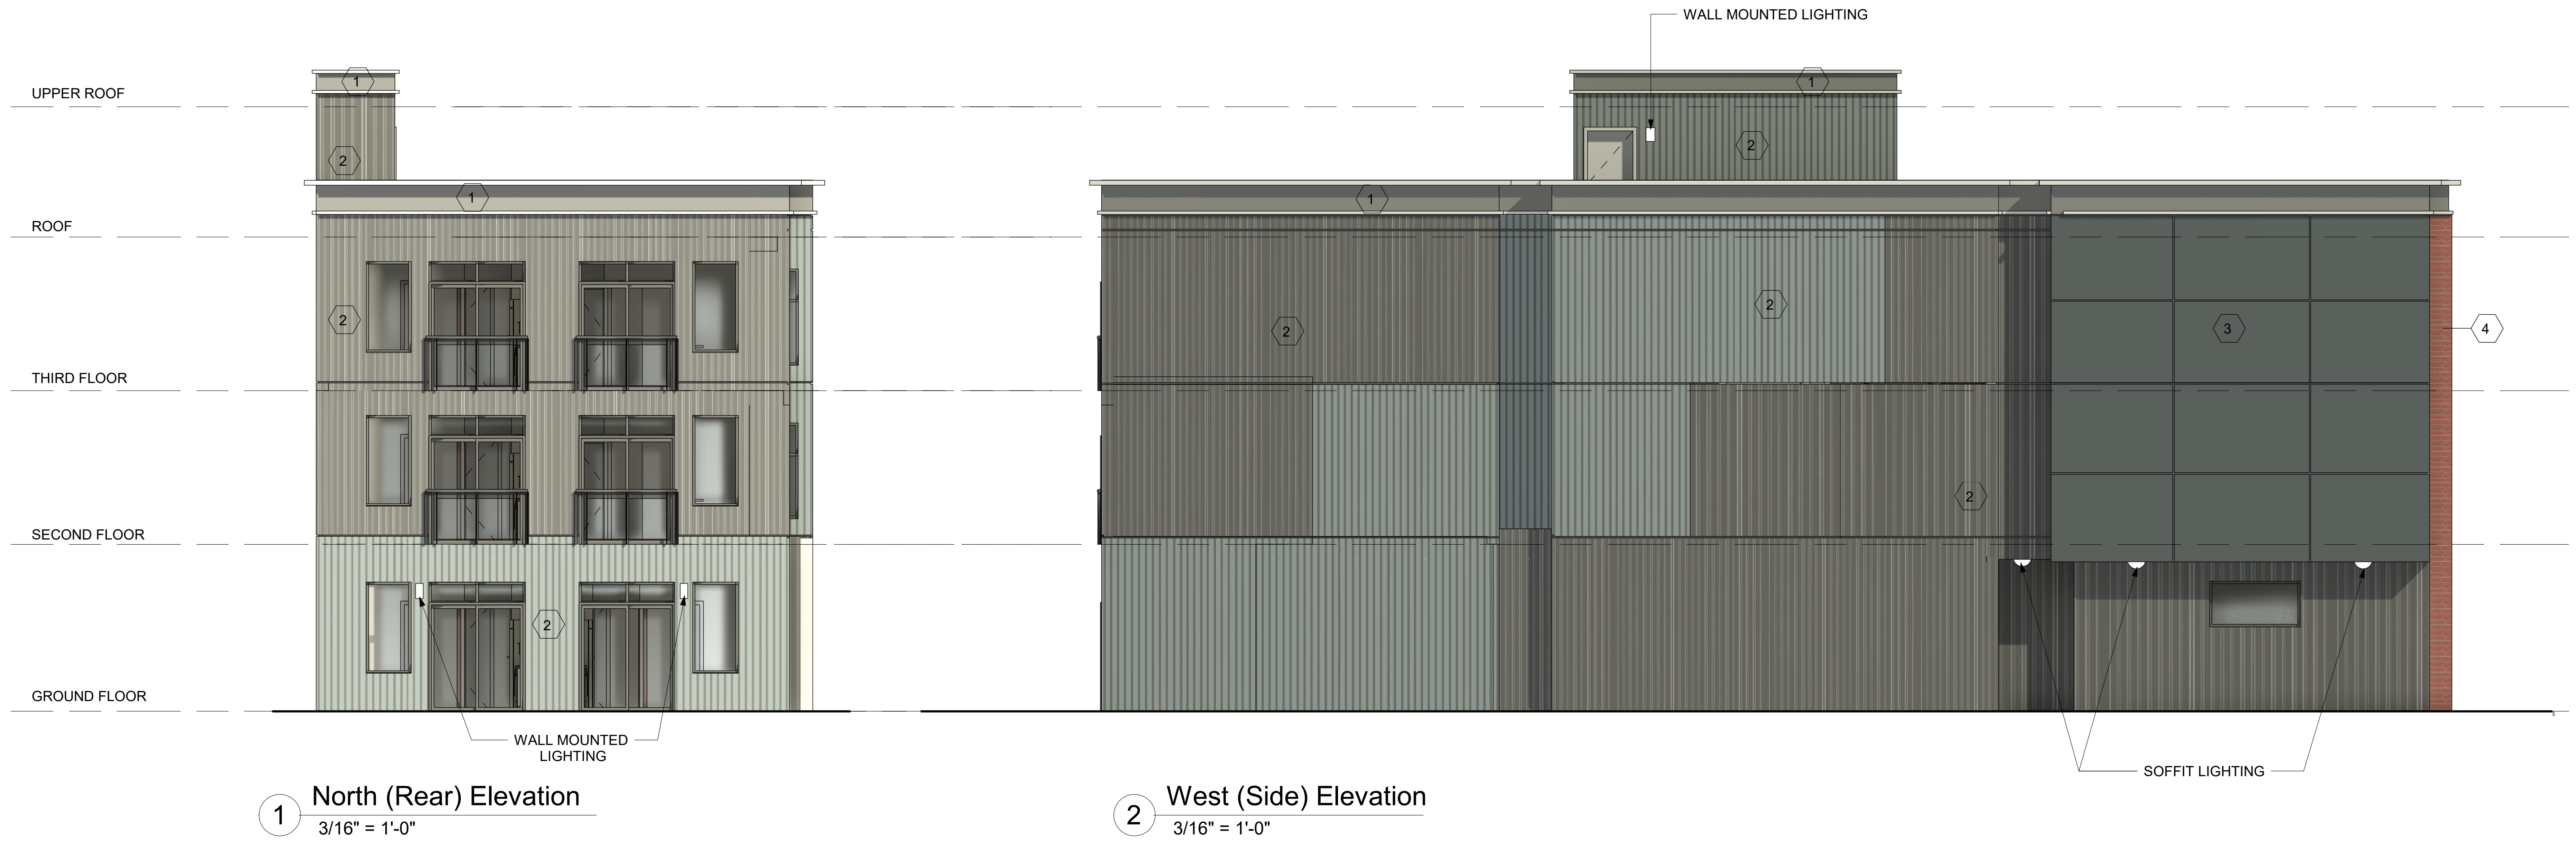 WALL MOUNTED LIGHTING
1
1
UPPER ROOF
2
2
1
1
ROOF
2
2
2
3
4
THIRD FLOOR
2
SECOND FLOOR
2
GROUND FLOOR
WALL MOUNTED
LIGHTING
SOFFIT LIGHTING
1
North (Rear) Elevation
3/16" = 1'-0"
2
West (Side) Elevation
3/16" = 1'-0"